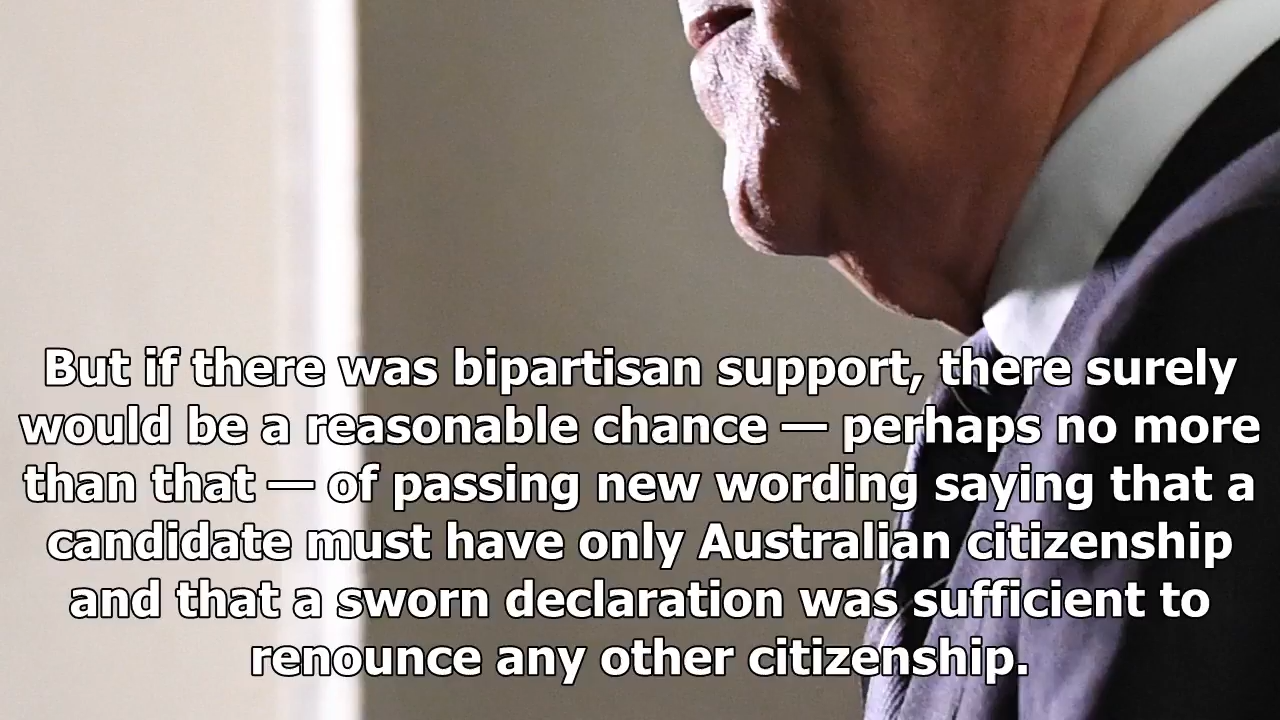 But if there was bipartisan support, there surely
would be a reasonable chance — perhaps no more
than that — of passing new wording saying that a
candidate must have only Australian citizenship
and that a sworn declaration was sufficient to
renounce any other citizenship.